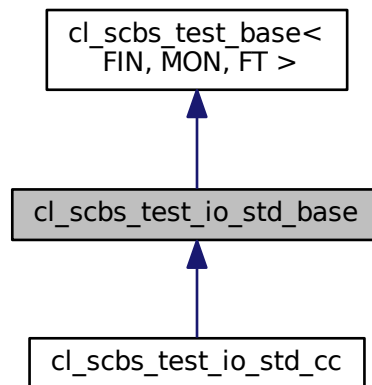 cl_scbs_test_base<
FIN, MON, FT >
cl_scbs_test_io_std_base
cl_scbs_test_io_std_cc